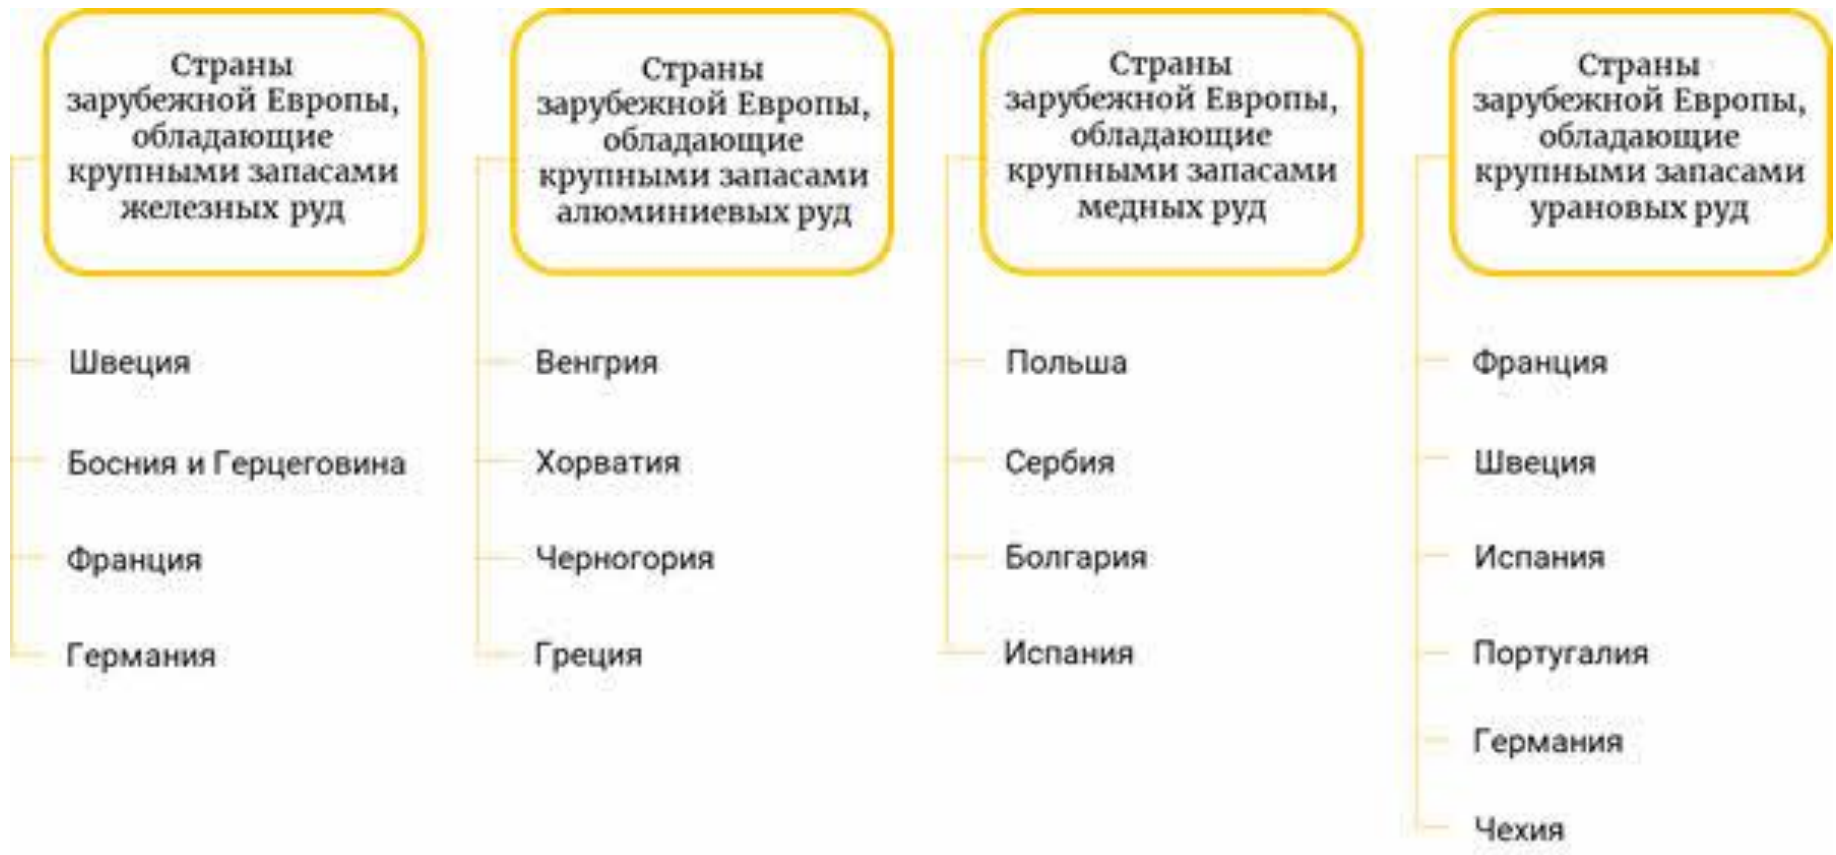 Страны
зарубежной Европы,
обладающие
крупными запасами
железных руд
Швеция
Босния и Герцеговина
Франция
Германия
Страны
зарубежной Европы,
обладающие
крупными запасами
алюминиевых руд
Венгрия
Хорватия
Черногория
Греция
Страны
зарубежной Европы,
обладающие
крупными запасами
медных руд
Польша
Сербия
Болгария
Испания
Страны
зарубежной Европы,
обладающие
крупными запасами
урановых руд
Франция
Швеция
Испания
Португалия
Германия
Чехия